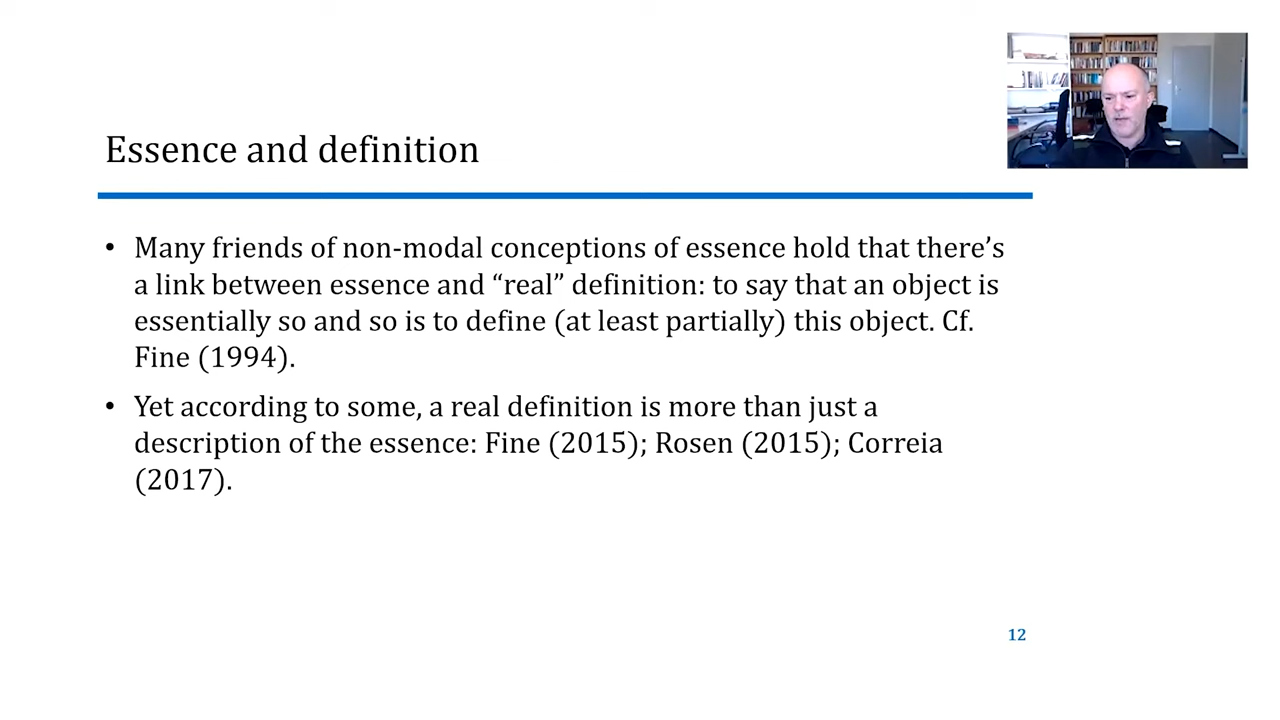 Essence and definition
• Many friends of non-modal conceptions of essence hold that there’s
a link between essence and “real” definition: to say that an object is
essentially so and so is to define (at least partially) this object. Cf.
Fine (1994).
• Yet according to some, a real definition is more than just a
description of the essence: Fine (2015); Rosen (2015); Correia
(2017).
12